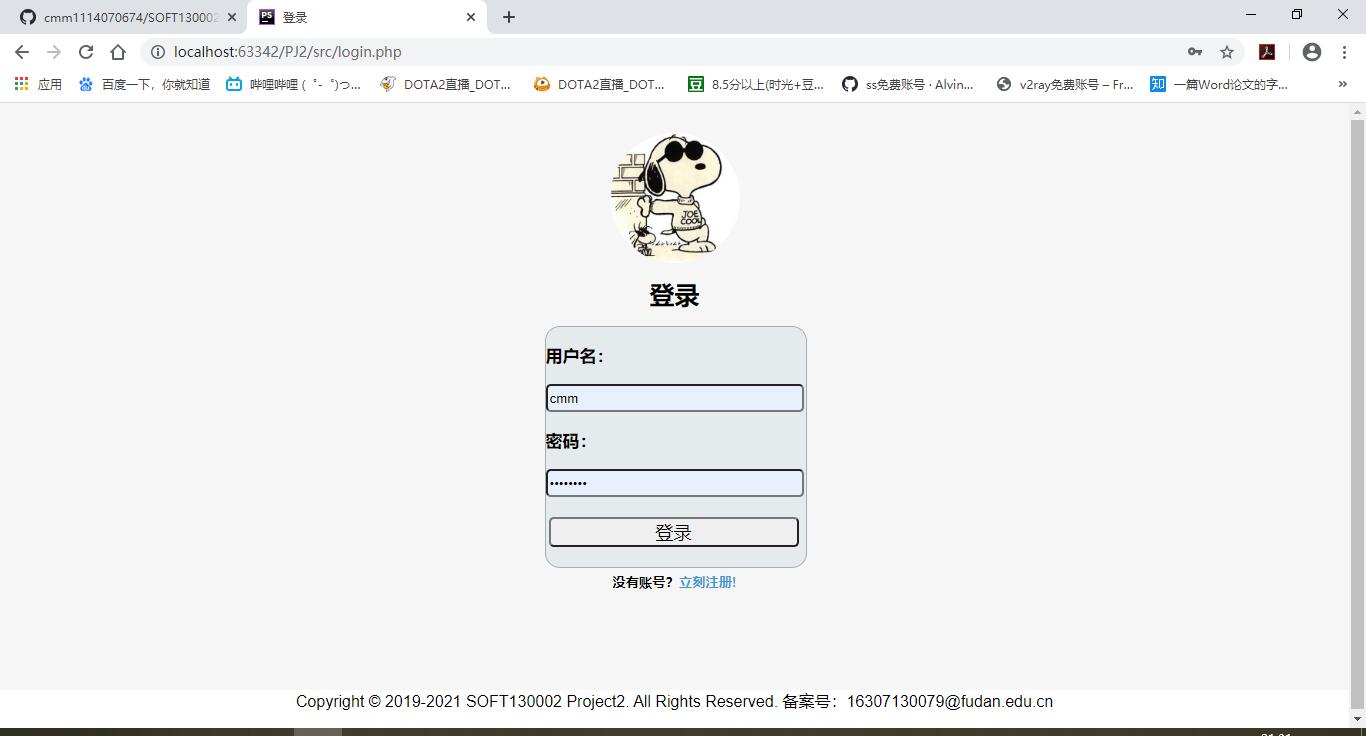 cmm1114070674/SOFT130002
登录
localhost:63342/PJ2/src/login.php
应用
百度一下，你就知道
哔哩哔哩 (゜-゜)つ...
DOTA2直播_DOT...
DOTA2直播_DOT...
8.5分以上(时光+豆...
ss免费账号 · Alvin...
v2ray免费账号 – Fr...
一篇Word论文的字...
JOE
COOL
登录
用户名：
cmm
密码：
••••••••
登录
没有账号？立刻注册!
Copyright © 2019-2021 SOFT130002 Project2. All Rights Reserved. 备案号：16307130079@fudan.edu.cn